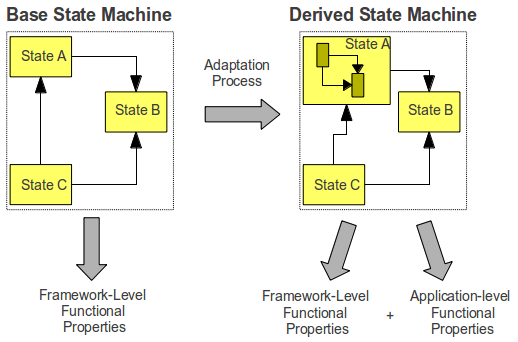 Base State Machine
Derived State Machine
State A
State B
State C
Adaptation
Process
State A
State B
State C
Framework-Level
Functional
Properties
Framework-Level
Functional
Properties
+
Application-level
Functional
Properties